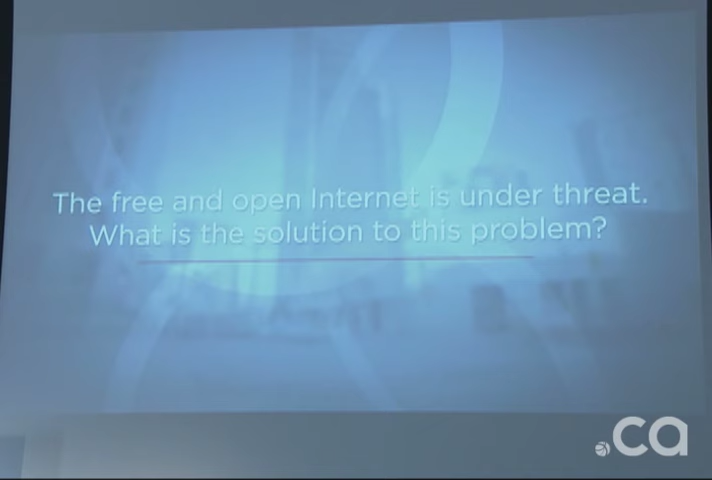 The free and open Internet is under threat.
What is the solution to this problem?
.ca